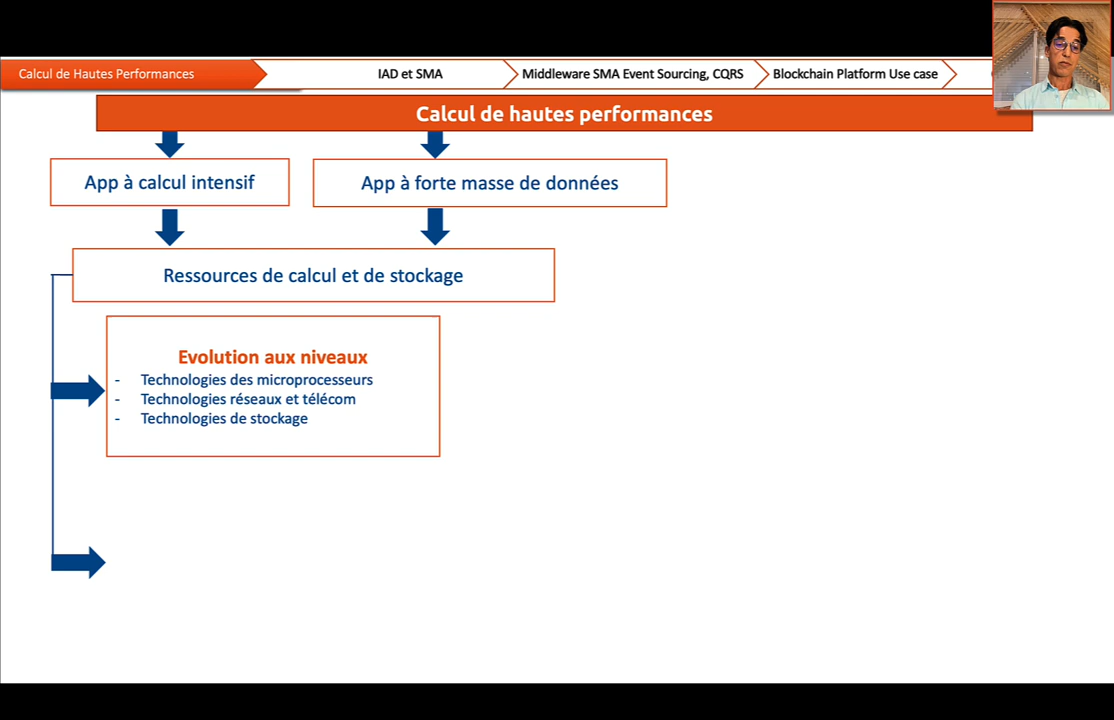 Calcul de Hautes Performances
IAD et SMA
Middleware SMA Event Sourcing, CQRS
Blockchain Platform Use case
Calcul de hautes performances
App à calcul intensif
App à forte masse de données
Ressources de calcul et de stockage
Evolution aux niveaux
- Technologies des microprocesseurs
- Technologies réseaux et télécom
- Technologies de stockage